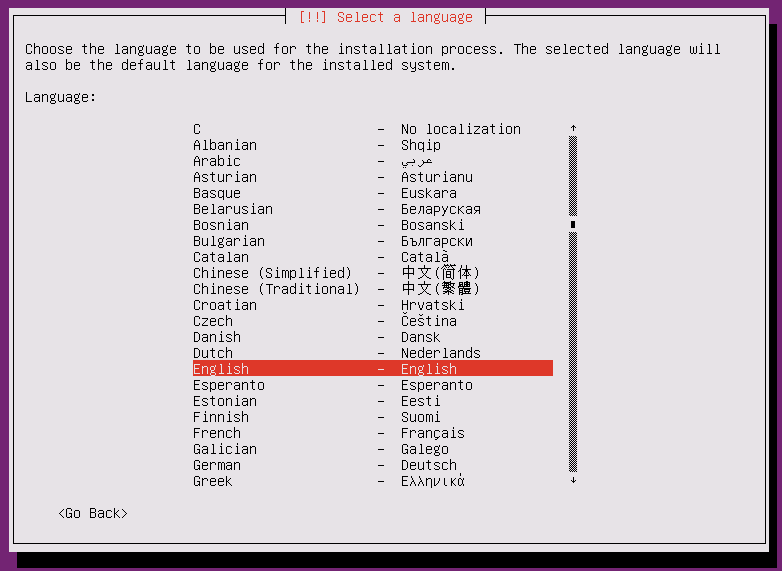 [!!] Select a language
Choose the language to be used for the installation process. The selected language will
also be the default language for the installed system.
Language:
C - No localization
Albanian - Shqip
Arabic - عربي
Asturian - Asturianu
Basque - Euskara
Belarusian - Беларуская
Bosnian - Bosanski
Bulgarian - Български
Catalan - Català
Chinese (Simplified) - 中文(简体)
Chinese (Traditional) - 中文(繁體)
Croatian - Hrvatski
Czech - Čeština
Danish - Dansk
Dutch - Nederlands
English - English
Esperanto - Esperanto
Estonian - Eesti
Finnish - Suomi
French - Français
Galician - Galego
German - Deutsch
Greek - Ελληνικά
<Go Back>